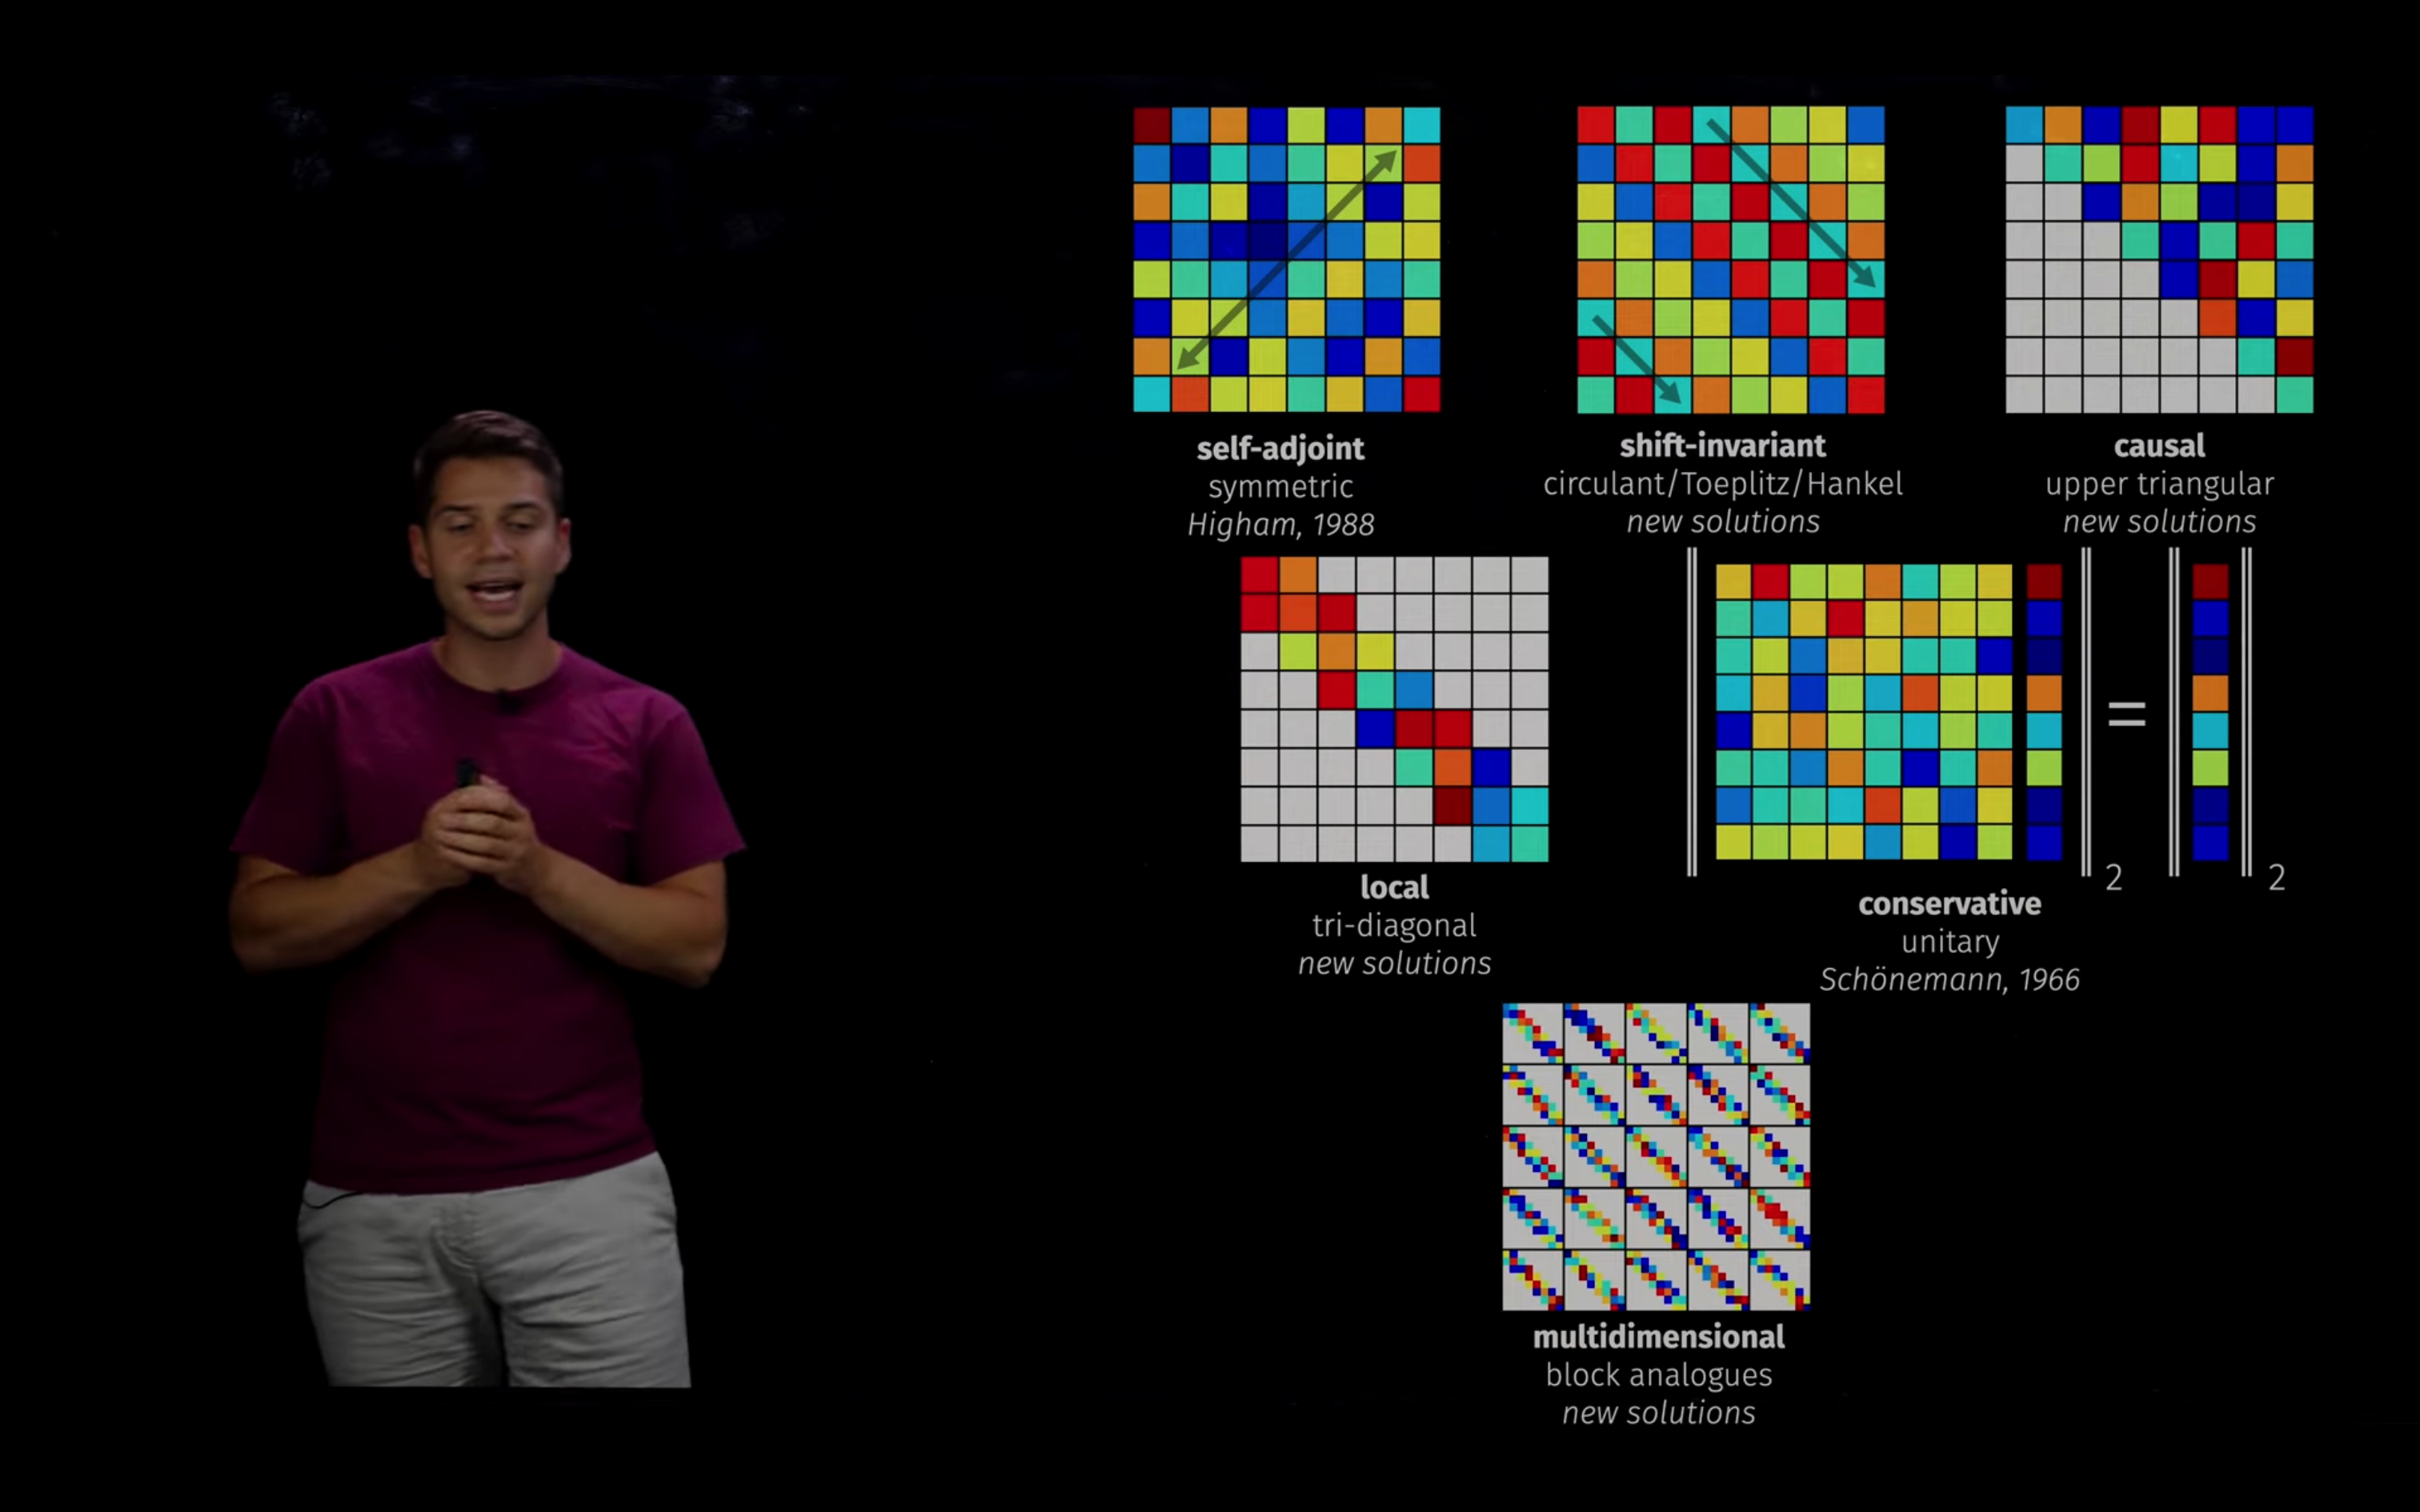 self-adjoint
symmetric
Higham, 1988
shift-invariant
circulant/Toeplitz/Hankel
new solutions
causal
upper triangular
new solutions
local
tri-diagonal
new solutions
=
2
2
conservative
unitary
Schönemann, 1966
multidimensional
block analogues
new solutions